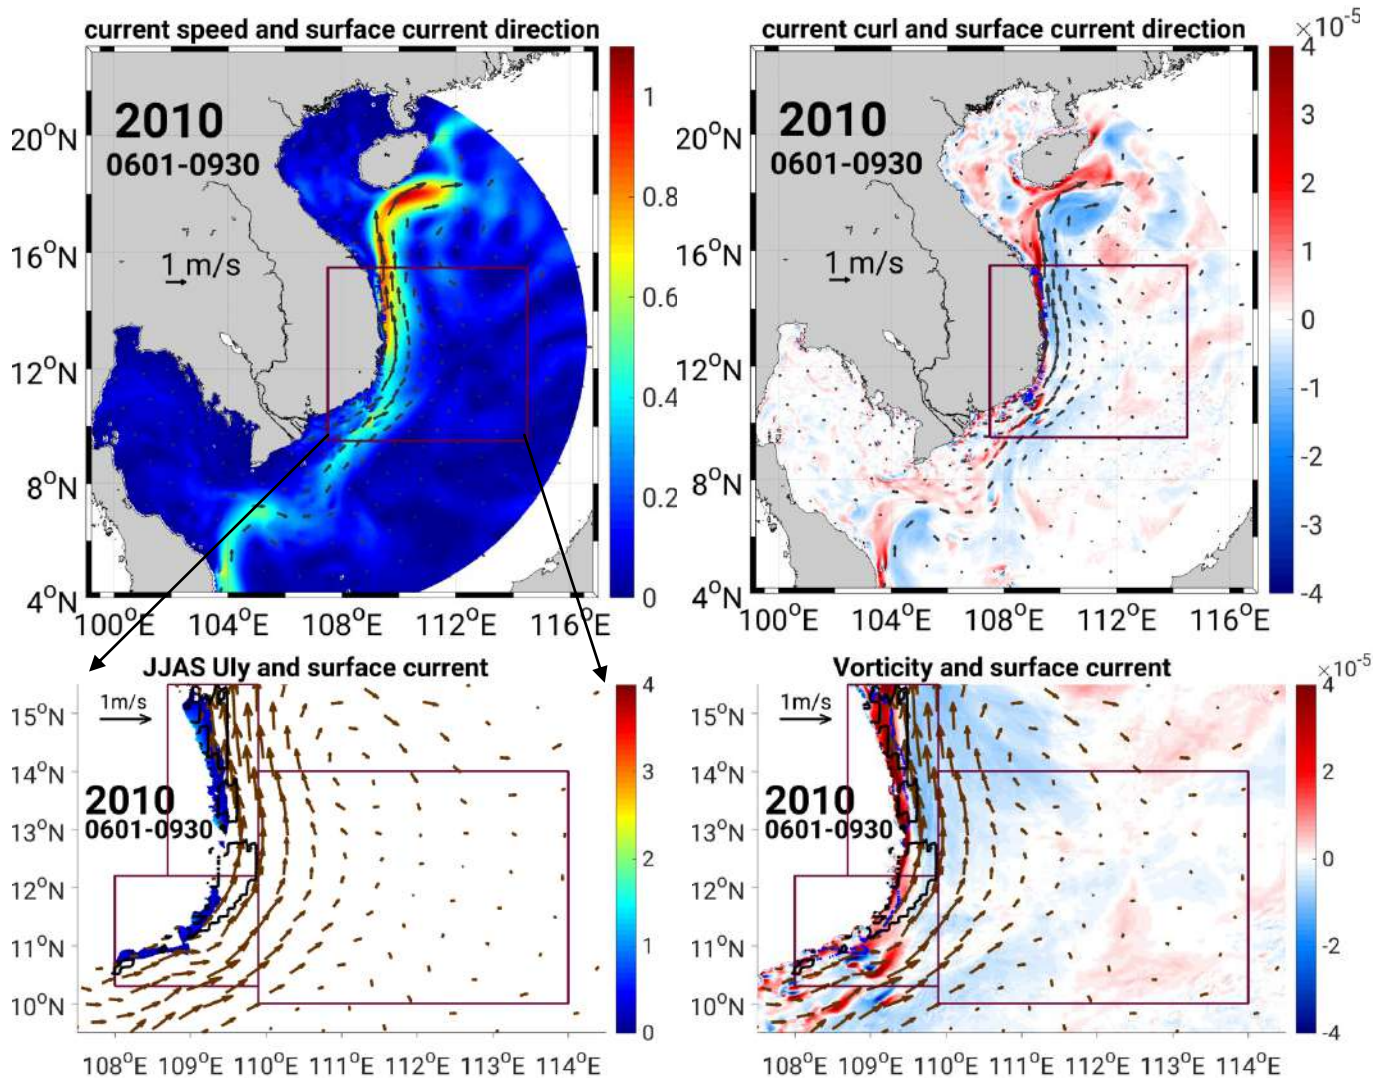 current speed and surface current direction
2010
0601-0930
1 m/s
20°N
16°N
12°N
8°N
4°N
100°E 104°E 108°E 112°E 116°E
1
0.8
0.6
0.4
0.2
0
current curl and surface current direction
×10⁻⁵
2010
0601-0930
1 m/s
20°N
16°N
12°N
8°N
4°N
100°E 104°E 108°E 112°E 116°E
4
3
2
1
0
-1
-2
-3
-4
JJAS UIy and surface current
1m/s
2010
0601-0930
15°N
14°N
13°N
12°N
11°N
10°N
108°E 109°E 110°E 111°E 112°E 113°E 114°E
4
3
2
1
0
Vorticity and surface current
×10⁻⁵
1m/s
2010
0601-0930
15°N
14°N
13°N
12°N
11°N
10°N
108°E 109°E 110°E 111°E 112°E 113°E 114°E
4
2
0
-2
-4